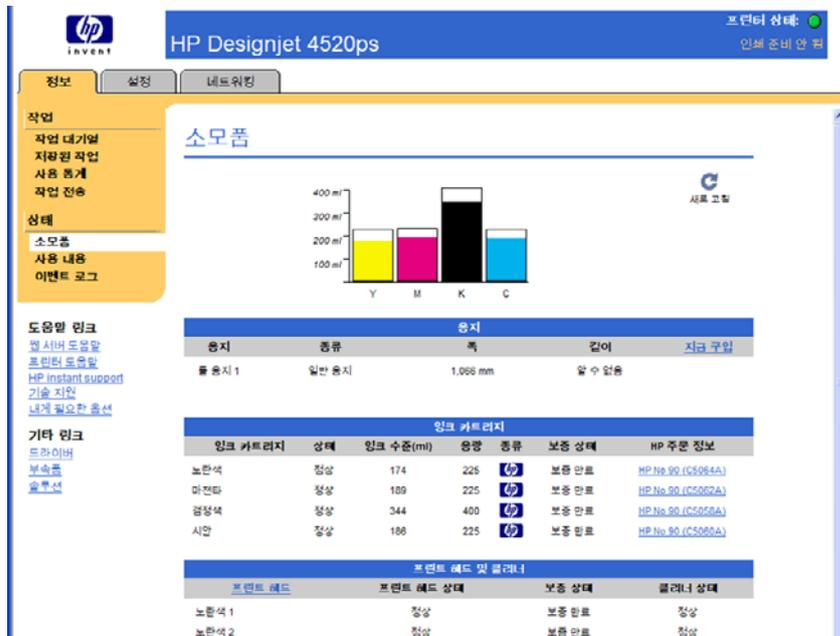 hp
invent
HP Designjet 4520ps
프린터 상태:
인쇄 준비 안 됨
정보 설정 네트워킹
작업
작업 대기열
저장된 작업
사용 통계
작업 전송
상태
소모품
사용 내용
이벤트 로그
도움말 링크
웹 서버 도움말
프린터 도움말
HP instant support
기술 지원
내게 필요한 옵션
기타 링크
드라이버
부속품
솔루션
소모품
새로 고침
400 ml
300 ml
200 ml
100 ml
Y M K C
용지
용지 종류 폭 길이 지금 구입
롤 용지 1 일반 용지 1,066 mm 알 수 없음
잉크 카트리지
잉크 카트리지 상태 잉크 수준(ml) 용량 종류 보증 상태 HP 주문 정보
노란색 정상 174 225 hp 보증 만료 HP No.90 (C5064A)
마젠타 정상 189 225 hp 보증 만료 HP No.90 (C5062A)
검정색 정상 344 400 hp 보증 만료 HP No.90 (C5058A)
시안 정상 186 225 hp 보증 만료 HP No.90 (C5060A)
프린트 헤드 및 클리너
프린트 헤드 프린트 헤드 상태 보증 상태 클리너 상태
노란색 1 정상 보증 만료 정상
노란색 2 정상 보증 만료 정상